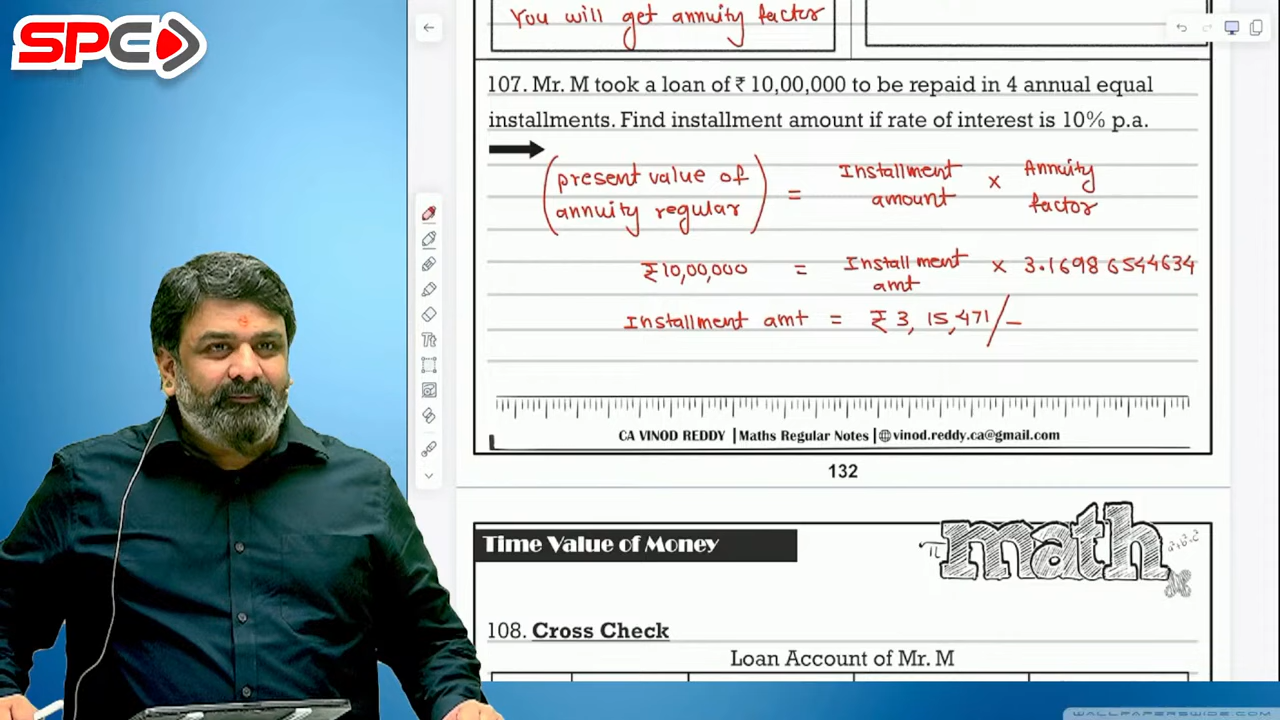 SPC
You will get annuity factor
107. Mr. M took a loan of ₹ 10,00,000 to be repaid in 4 annual equal
installments. Find installment amount if rate of interest is 10% p.a.
(present value of annuity regular) = Installment amount × Annuity factor
₹10,00,000 = Installment amt × 3.16986544634
Installment amt = ₹ 3,15,471/-
CA VINOD REDDY | Maths Regular Notes | vinod.reddy.ca@gmail.com
132
Time Value of Money
math
108. Cross Check
Loan Account of Mr. M
Tt
WALLPAPERSWIDE.COM